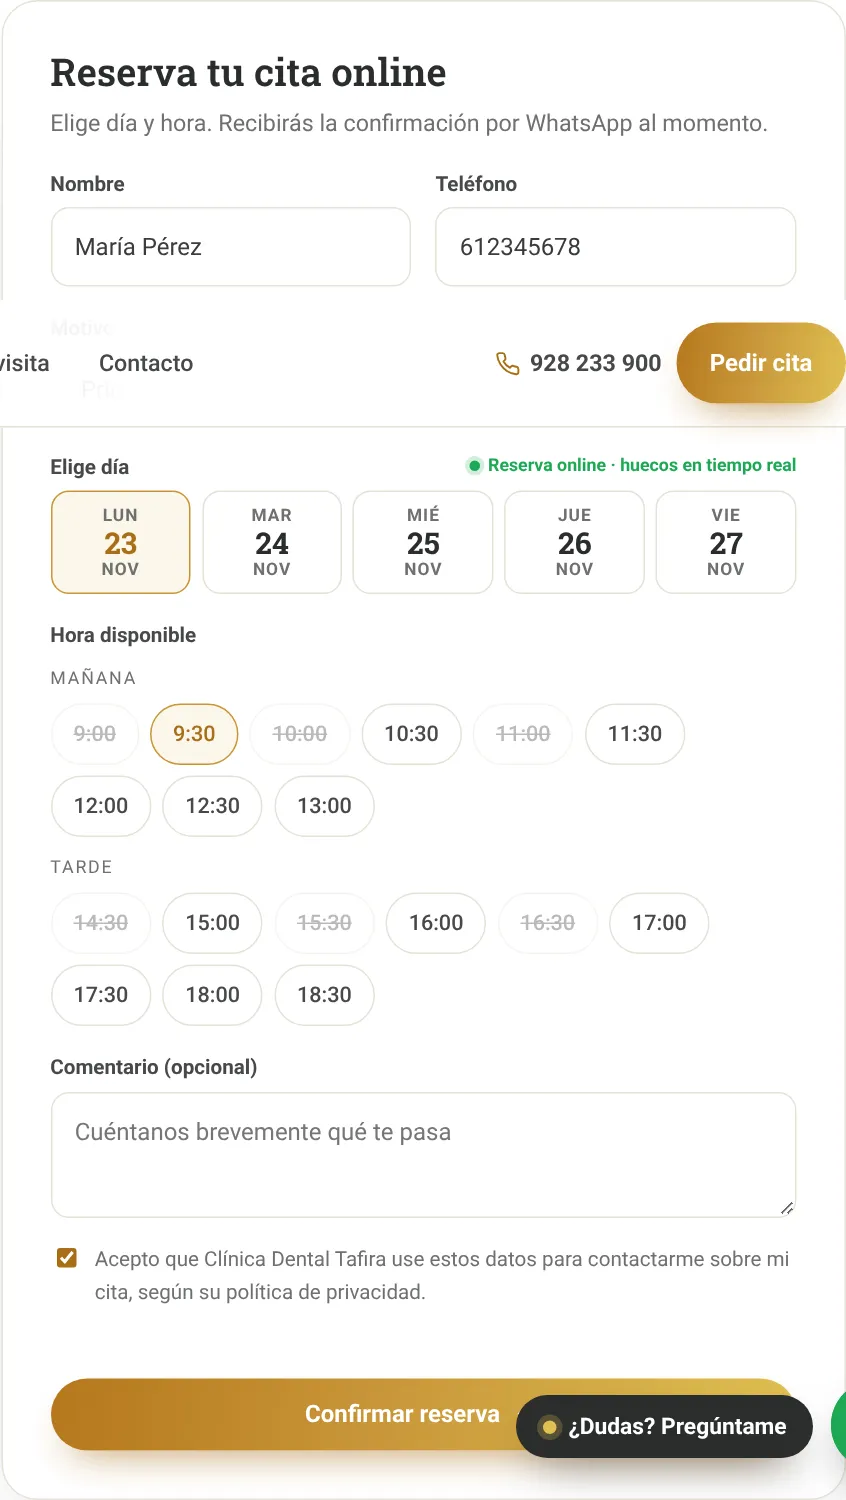 Reserva tu cita online
Elige día y hora. Recibirás la confirmación por WhatsApp al momento.
Nombre Teléfono
María Pérez 612345678
Motivo
visita Contacto 928 233 900 Pedir cita
Elige día Reserva online · huecos en tiempo real
LUN MAR MIÉ JUE VIE
23 24 25 26 27
NOV NOV NOV NOV NOV
Hora disponible
MAÑANA
9:00 9:30 10:00 10:30 11:00 11:30
12:00 12:30 13:00
TARDE
14:30 15:00 15:30 16:00 16:30 17:00
17:30 18:00 18:30
Comentario (opcional)
Cuéntanos brevemente qué te pasa
Acepto que Clínica Dental Tafira use estos datos para contactarme sobre mi
cita, según su política de privacidad.
Confirmar reserva
¿Dudas? Pregúntame